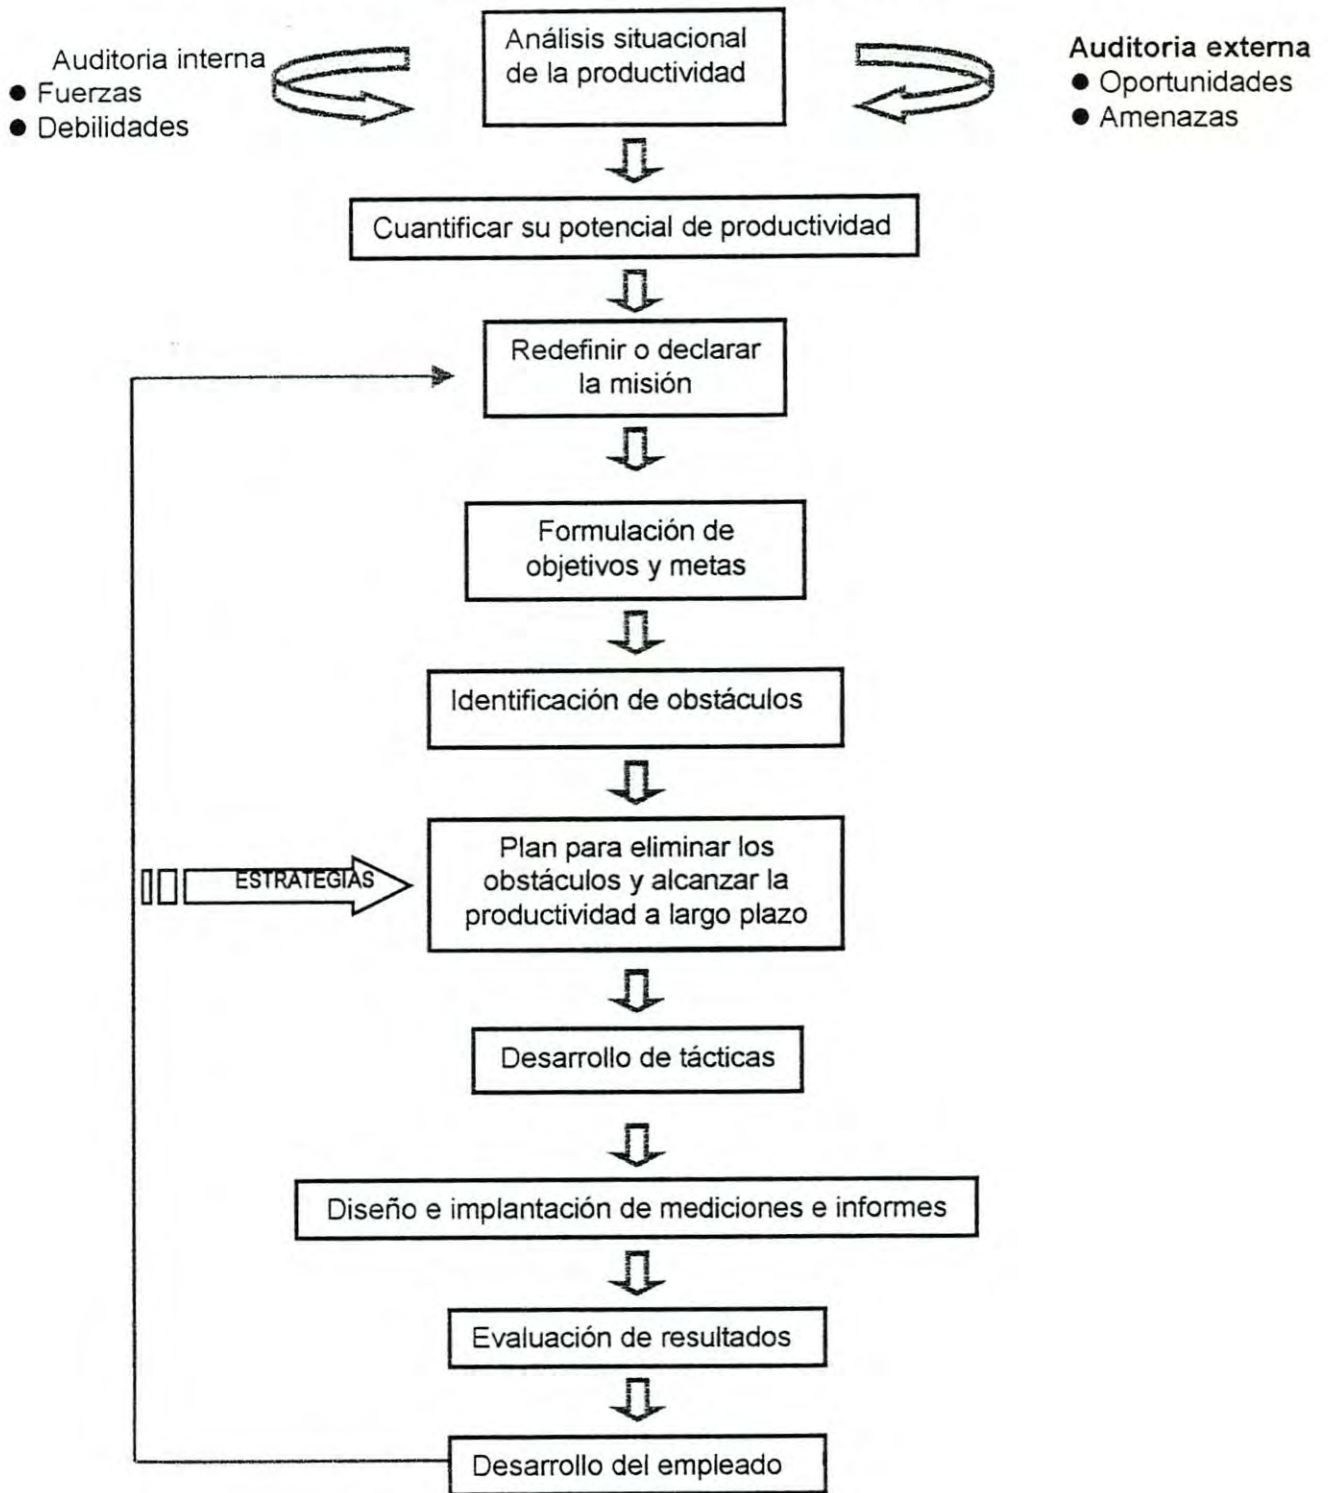 Análisis situacional
de la productividad
Auditoria interna
● Fuerzas
● Debilidades
Auditoria externa
● Oportunidades
● Amenazas
Cuantificar su potencial de productividad
Redefinir o declarar
la misión
Formulación de
objetivos y metas
Identificación de obstáculos
ESTRATEGIAS
Plan para eliminar los
obstáculos y alcanzar la
productividad a largo plazo
Desarrollo de tácticas
Diseño e implantación de mediciones e informes
Evaluación de resultados
Desarrollo del empleado